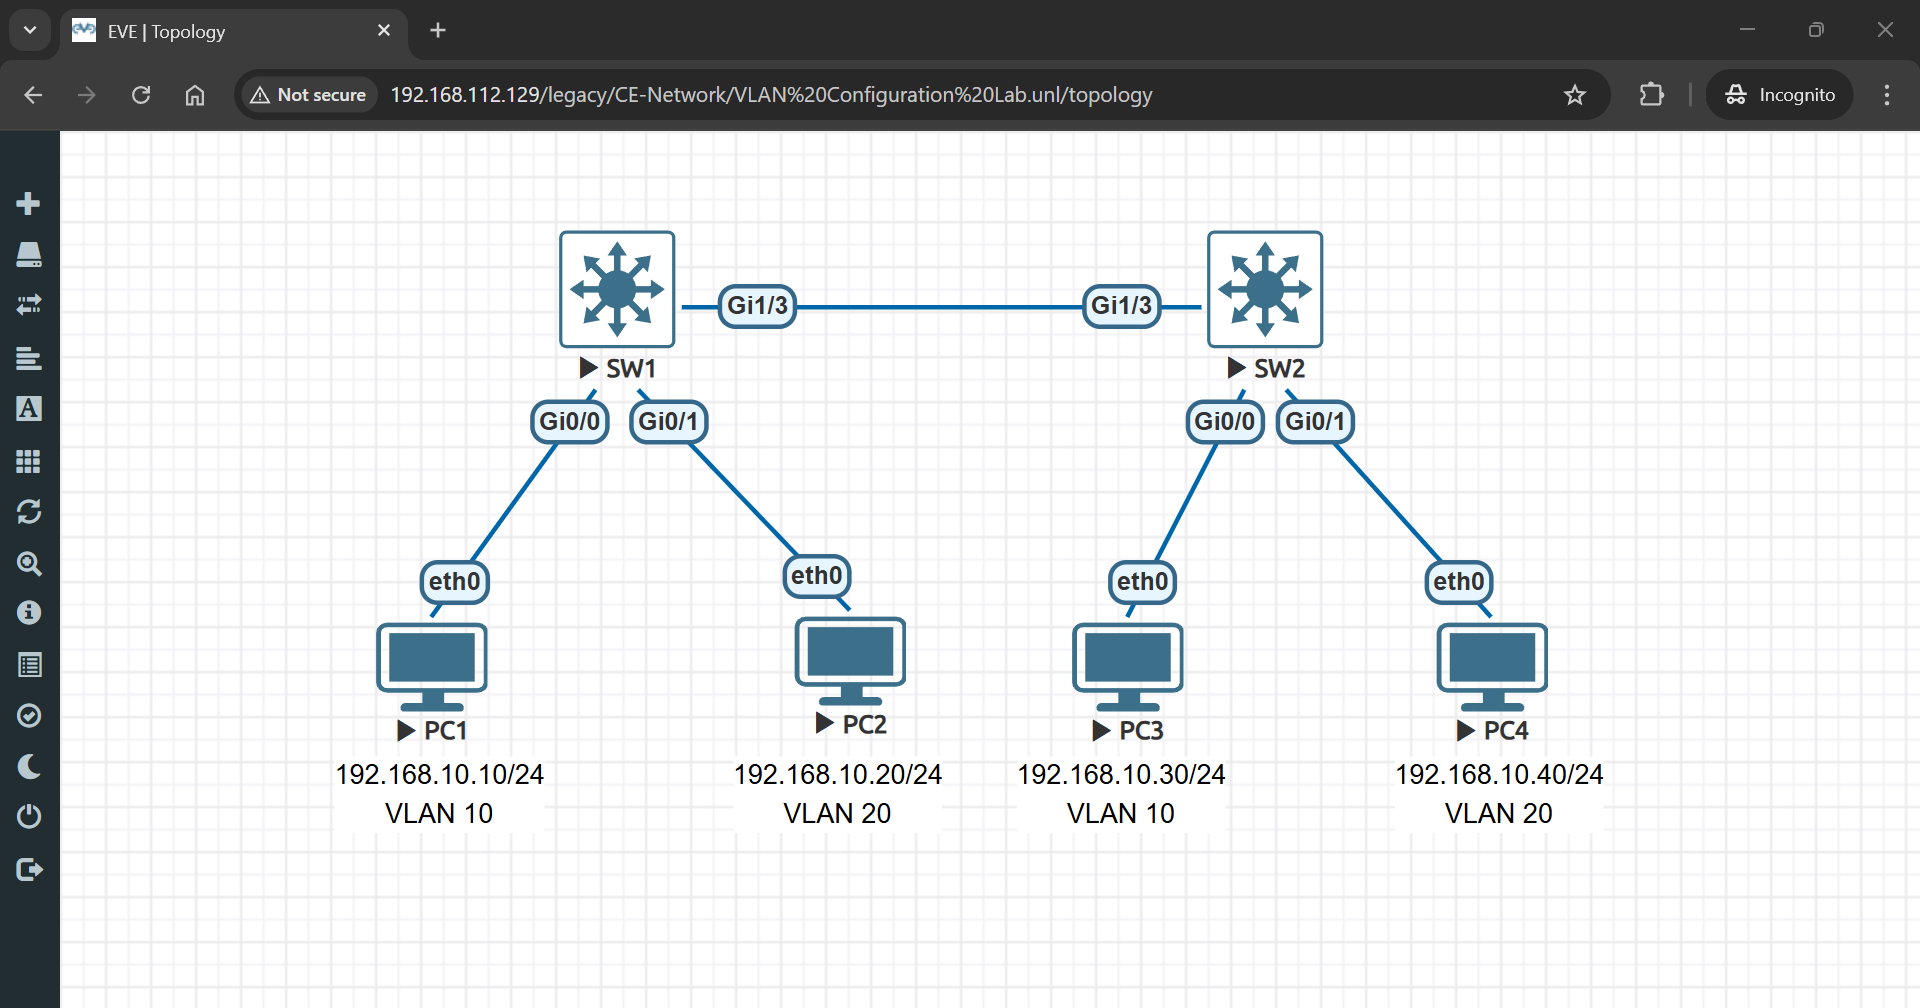 EVE | Topology
Not secure
192.168.112.129/legacy/CE-Network/VLAN%20Configuration%20Lab.unl/topology
Incognito
Gi1/3
Gi1/3
SW1
SW2
Gi0/0
Gi0/1
Gi0/0
Gi0/1
eth0
eth0
eth0
eth0
PC1
PC2
PC3
PC4
192.168.10.10/24
VLAN 10
192.168.10.20/24
VLAN 20
192.168.10.30/24
VLAN 10
192.168.10.40/24
VLAN 20